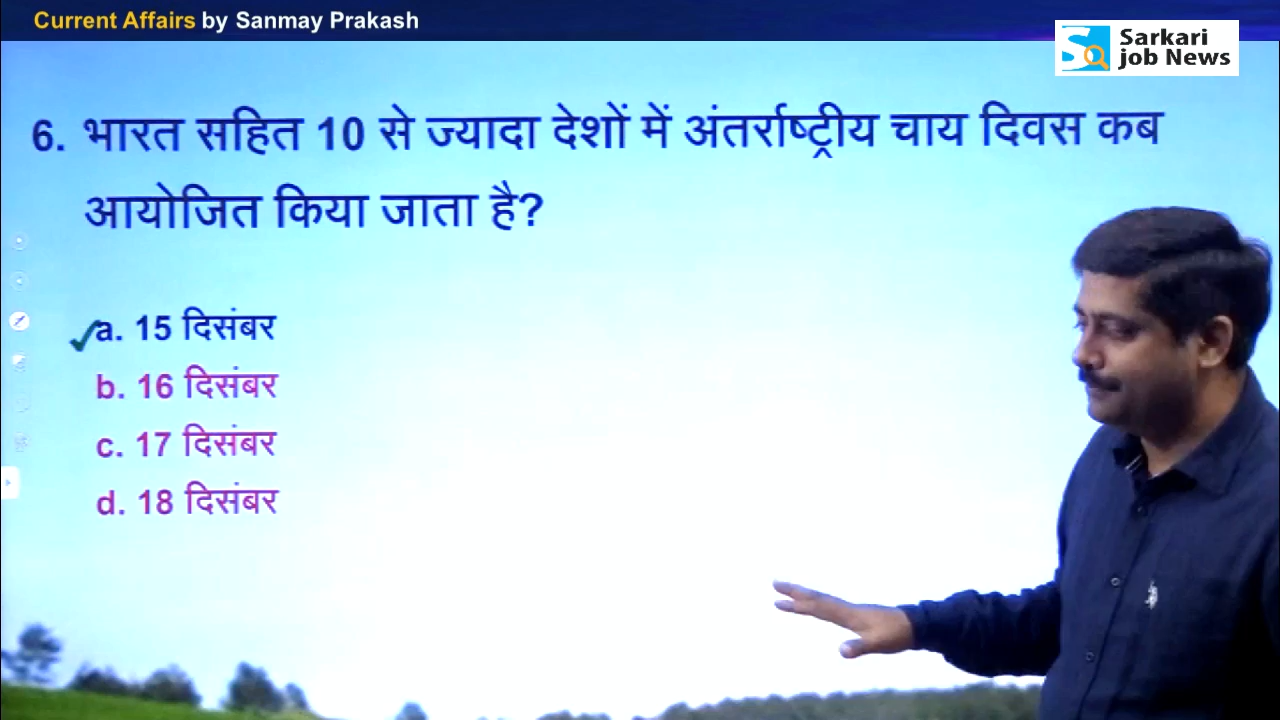 Current Affairs by Sanmay Prakash
Sarkari
Job News
6. भारत सहित 10 से ज्यादा देशों में अंतर्राष्ट्रीय चाय दिवस कब
आयोजित किया जाता है?
a. 15 दिसंबर
b. 16 दिसंबर
c. 17 दिसंबर
d. 18 दिसंबर